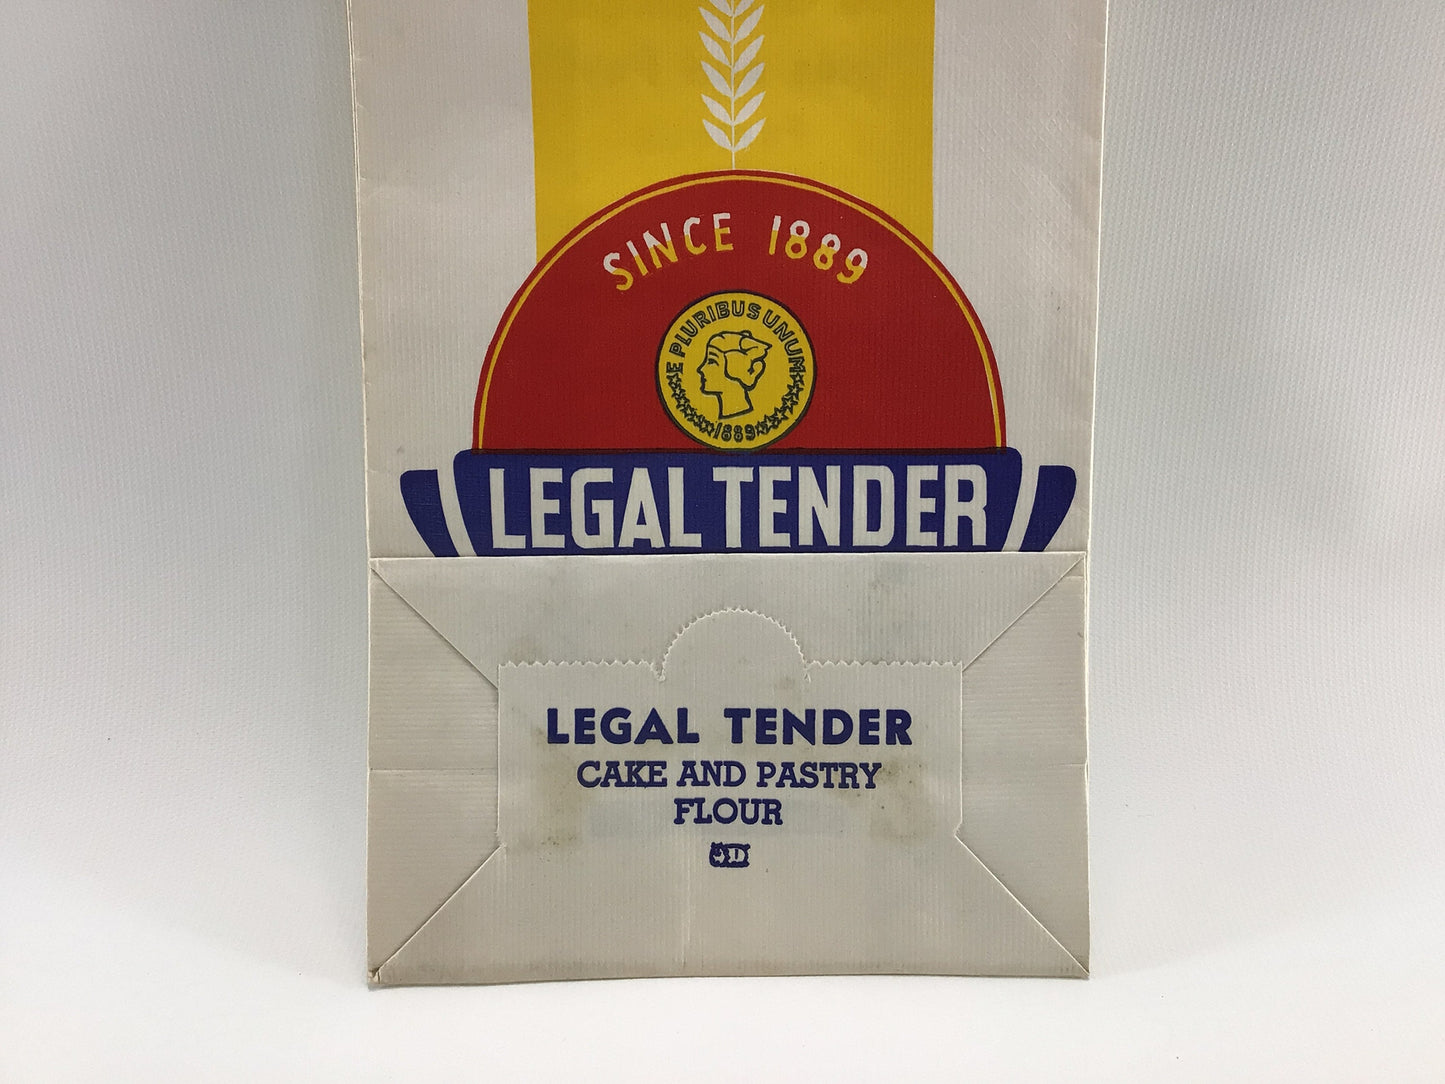 SINCE 1889
E PLURIBUS UNUM
1889
LEGAL TENDER
LEGAL TENDER
CAKE AND PASTRY
FLOUR